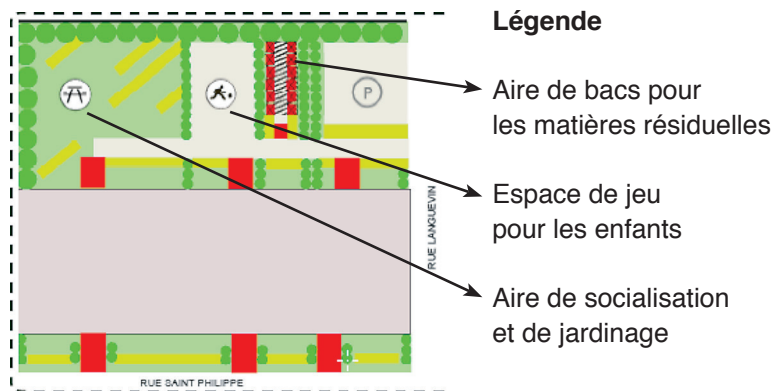 Légende
Aire de bacs pour
les matières résiduelles
P
Espace de jeu
pour les enfants
RUE LANGUEVIN
Aire de socialisation
et de jardinage
RUE SAINT PHILIPPE